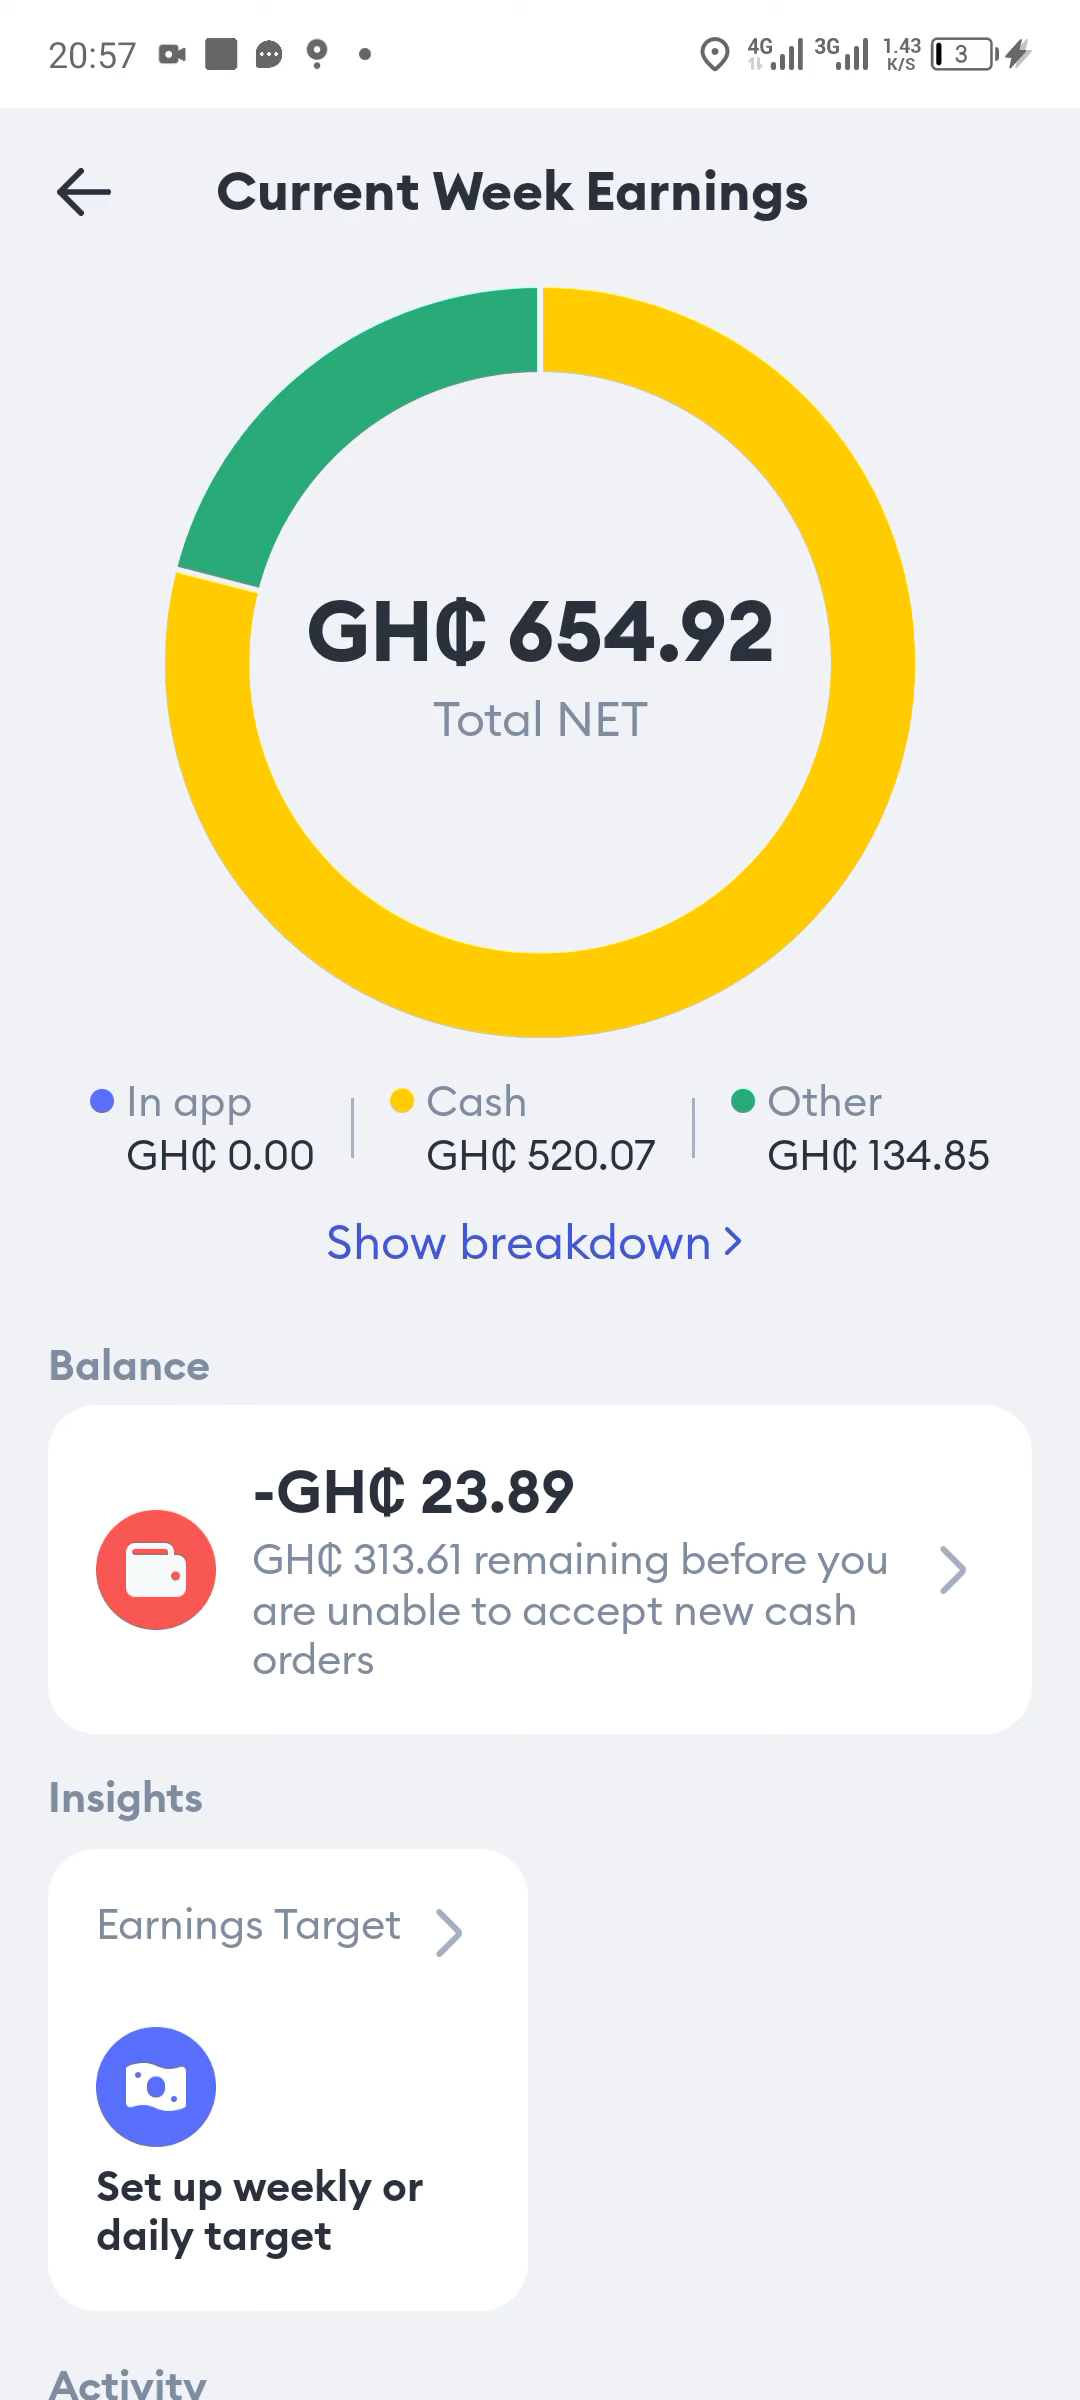 20:57
4G 3G 1.43 K/S 3
Current Week Earnings
GH₵ 654.92
Total NET
In app
GH₵ 0.00
Cash
GH₵ 520.07
Other
GH₵ 134.85
Show breakdown
Balance
-GH₵ 23.89
GH₵ 313.61 remaining before you
are unable to accept new cash
orders
Insights
Earnings Target
Set up weekly or
daily target
Activity